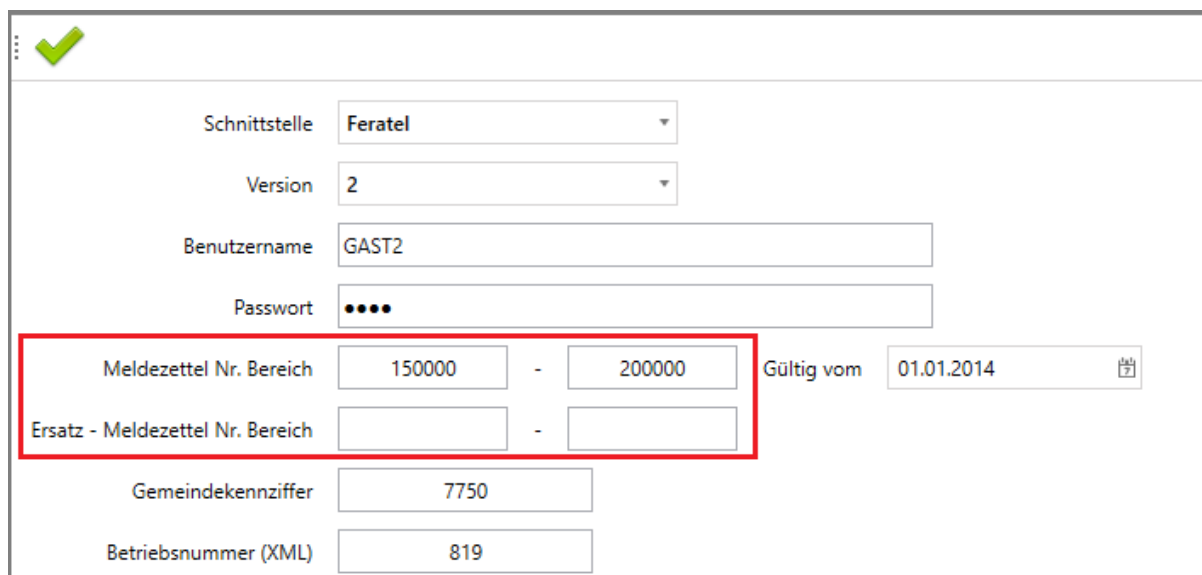 Schnittstelle Feratel
Version 2
Benutzername GAST2
Passwort ••••
Meldezettel Nr. Bereich 150000 - 200000 Gültig vom 01.01.2014
Ersatz - Meldezettel Nr. Bereich -
Gemeindekennziffer 7750
Betriebsnummer (XML) 819